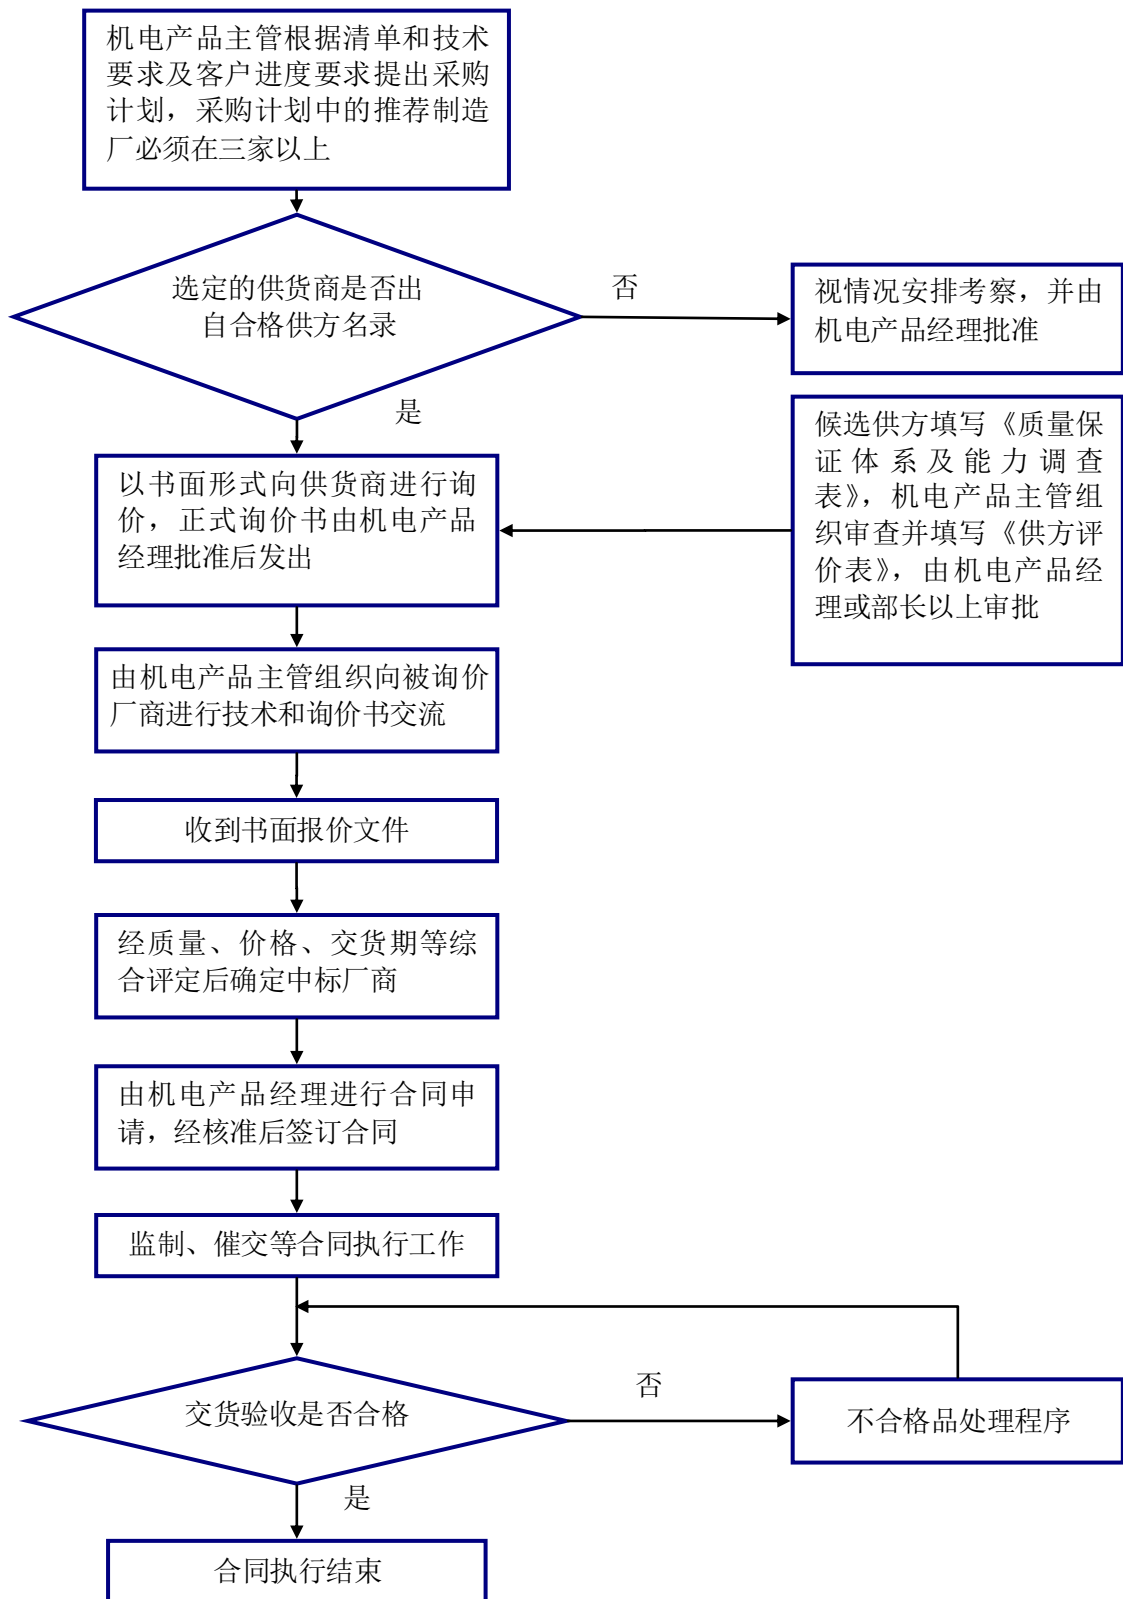 机电产品主管根据清单和技术
要求及客户进度要求提出采购
计划，采购计划中的推荐制造
厂必须在三家以上
选定的供货商是否出
自合格供方名录
否
视情况安排考察，并由
机电产品经理批准
是
候选供方填写《质量保
证体系及能力调查
表》，机电产品主管组
织审查并填写《供方评
价表》，由机电产品经
理或部长以上审批
以书面形式向供货商进行询
价，正式询价书由机电产品
经理批准后发出
由机电产品主管组织向被询价
厂商进行技术和询价书交流
收到书面报价文件
经质量、价格、交货期等综
合评定后确定中标厂商
由机电产品经理进行合同申
请，经核准后签订合同
监制、催交等合同执行工作
交货验收是否合格
否
不合格品处理程序
是
合同执行结束